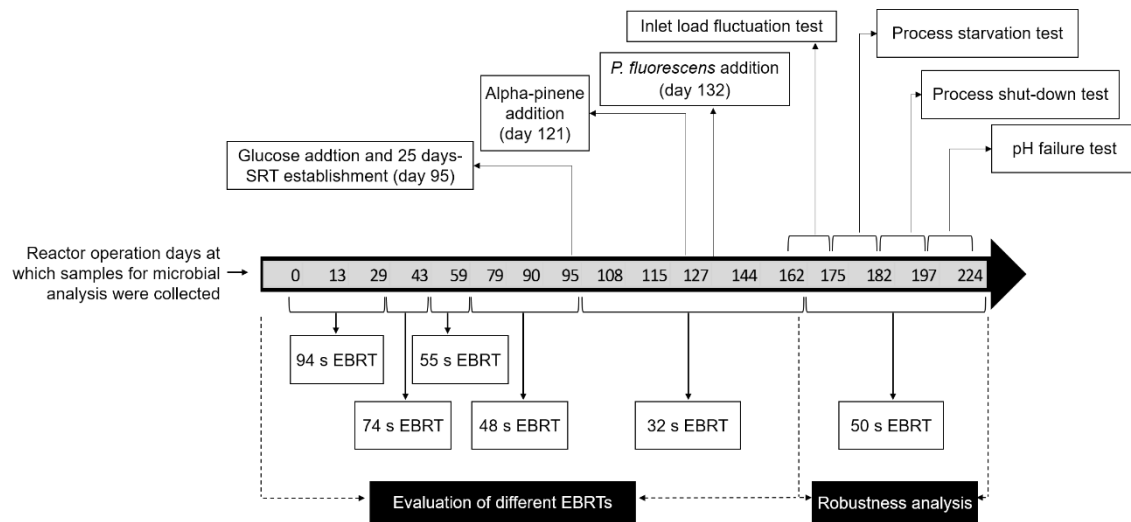 Inlet load fluctuation test
Process starvation test
P. fluorescens addition
(day 132)
Alpha-pinene
addition
(day 121)
Process shut-down test
Glucose addtion and 25 days-
SRT establishment (day 95)
pH failure test
Reactor operation days at
which samples for microbial
analysis were collected
0 13 29 43 59 79 90 95 108 115 127 144 162 175 182 197 224
94 s EBRT
55 s EBRT
74 s EBRT
48 s EBRT
32 s EBRT
50 s EBRT
Evaluation of different EBRTs
Robustness analysis